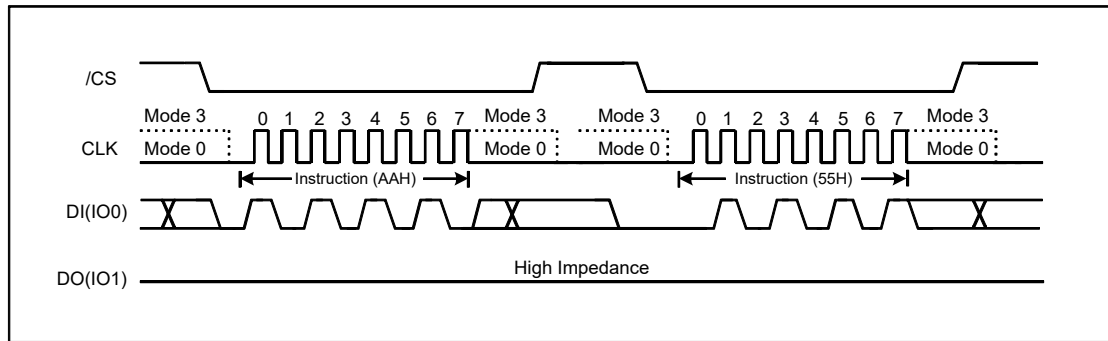 /CS
Mode 3 0 1 2 3 4 5 6 7 Mode 3 Mode 3 0 1 2 3 4 5 6 7 Mode 3
CLK Mode 0 Mode 0 Mode 0 Mode 0
Instruction (AAH) Instruction (55H)
DI(IO0)
High Impedance
DO(IO1)